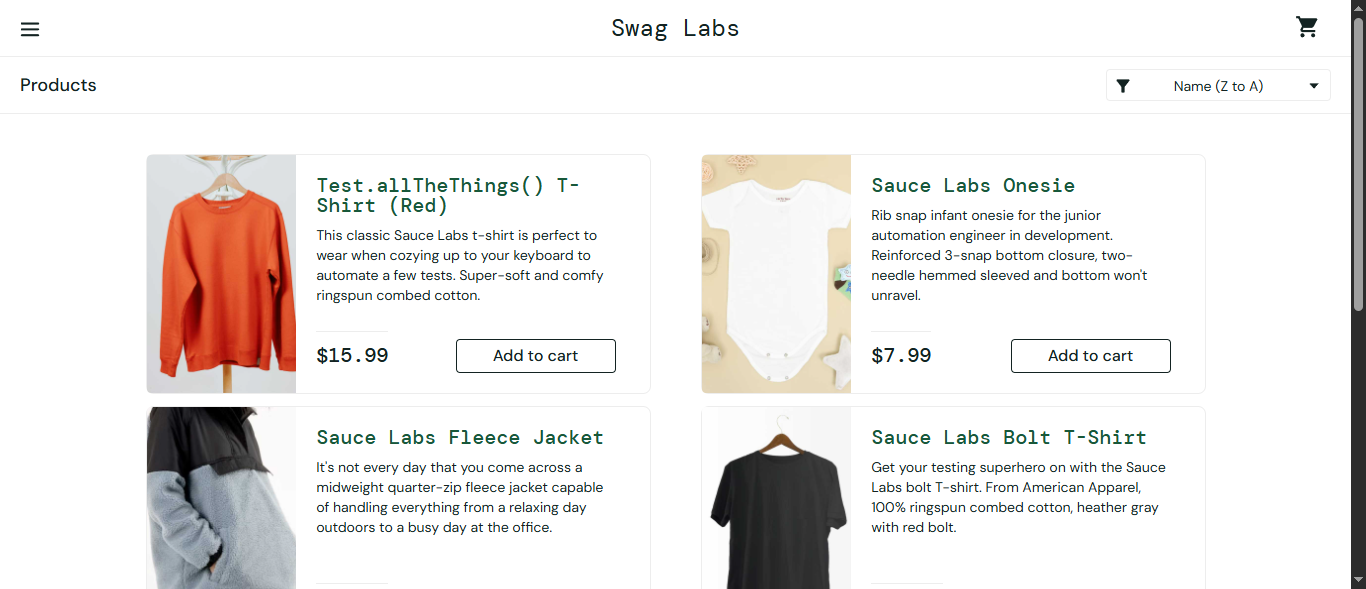 Swag Labs
Products
Name (Z to A)
Test.allTheThings() T-
Shirt (Red)
This classic Sauce Labs t-shirt is perfect to
wear when cozying up to your keyboard to
automate a few tests. Super-soft and comfy
ringspun combed cotton.
$15.99
Add to cart
Sauce Labs Onesie
Rib snap infant onesie for the junior
automation engineer in development.
Reinforced 3-snap bottom closure, two-
needle hemmed sleeved and bottom won't
unravel.
$7.99
Add to cart
Sauce Labs Fleece Jacket
It's not every day that you come across a
midweight quarter-zip fleece jacket capable
of handling everything from a relaxing day
outdoors to a busy day at the office.
Sauce Labs Bolt T-Shirt
Get your testing superhero on with the Sauce
Labs bolt T-shirt. From American Apparel,
100% ringspun combed cotton, heather gray
with red bolt.